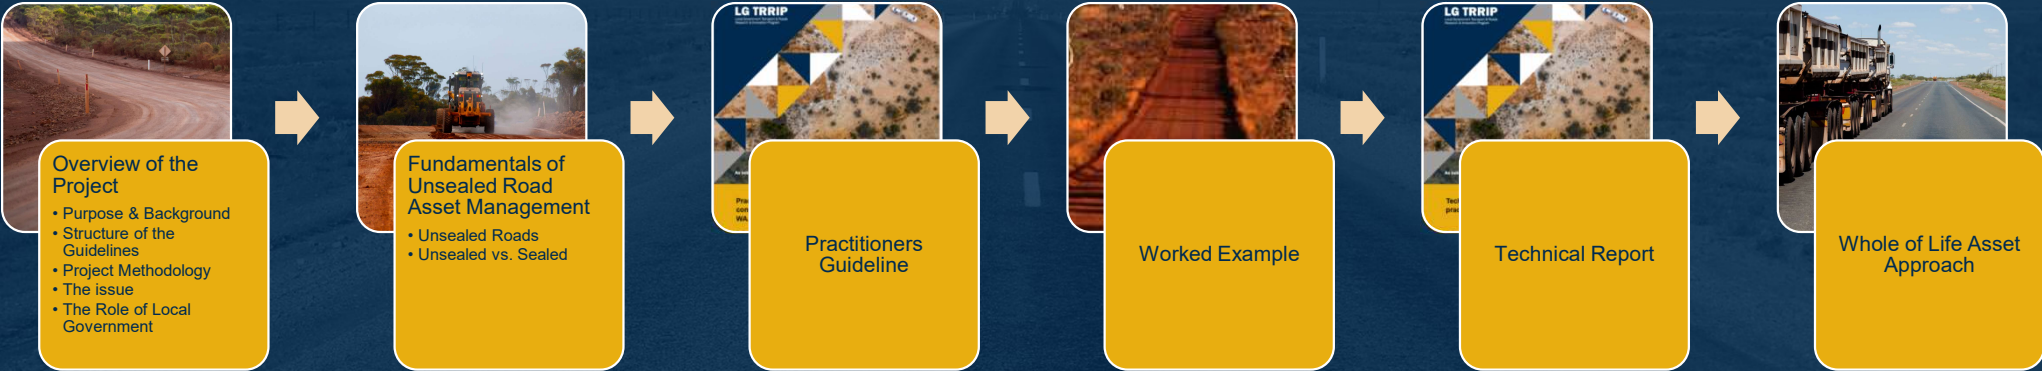 Overview of the
Project
• Purpose & Background
• Structure of the
Guidelines
• Project Methodology
• The issue
• The Role of Local
Government
Fundamentals of
Unsealed Road
Asset Management
• Unsealed Roads
• Unsealed vs. Sealed
LG TRRIP
Practitioners
Guideline
Worked Example
LG TRRIP
Technical Report
Whole of Life Asset
Approach